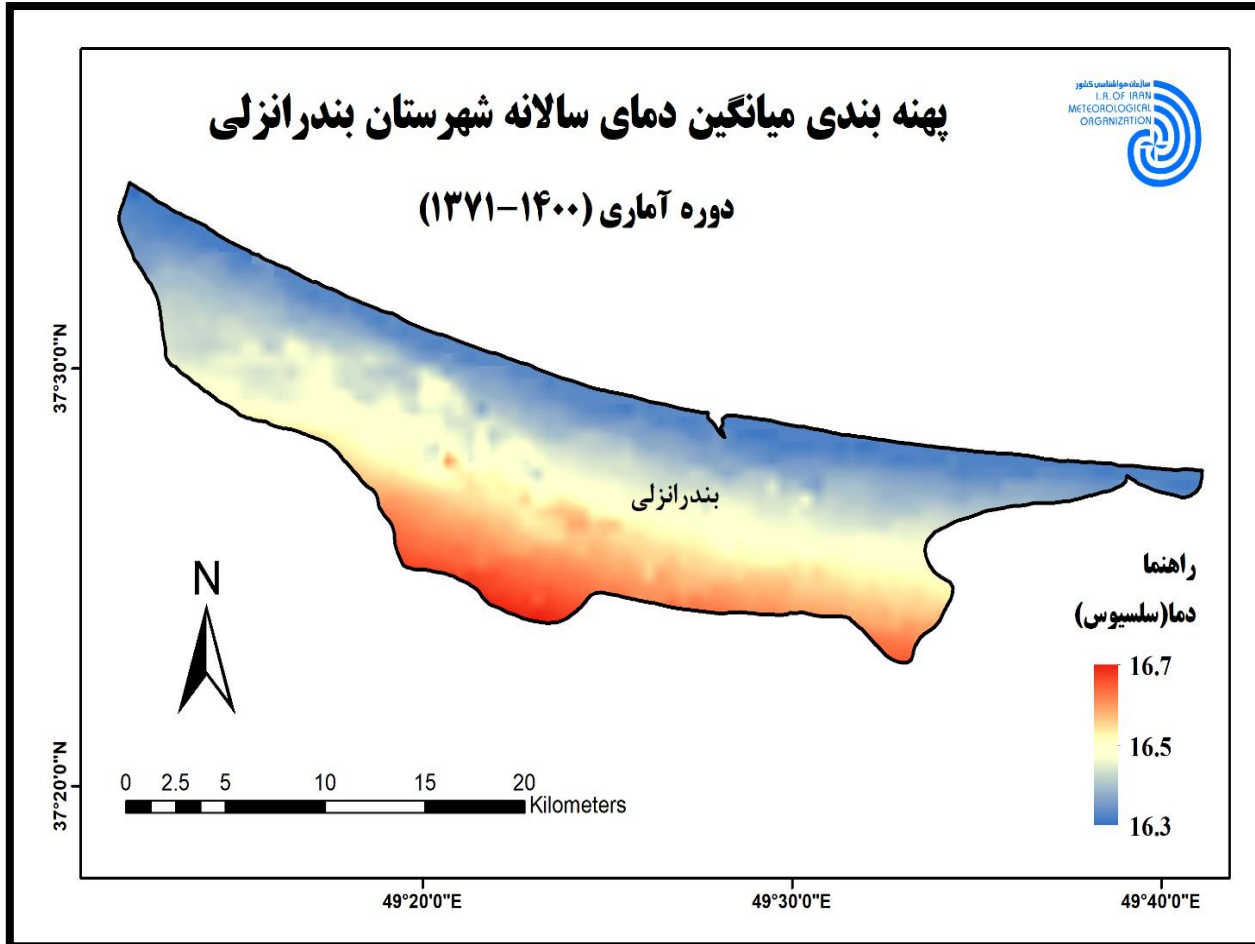 پهنه بندی میانگین دمای سالانه شهرستان بندرانزلی
دوره آماری (۱۴۰۰-۱۳۷۱)
سازمان هواشناسی کشور
I.R. OF IRAN
METEOROLOGICAL
ORGANIZATION
37°30'0"N
37°20'0"N
بندرانزلی
N
0 2.5 5 10 15 20
Kilometers
راهنما
دما(سلسیوس)
16.7
16.5
16.3
49°20'0"E 49°30'0"E 49°40'0"E